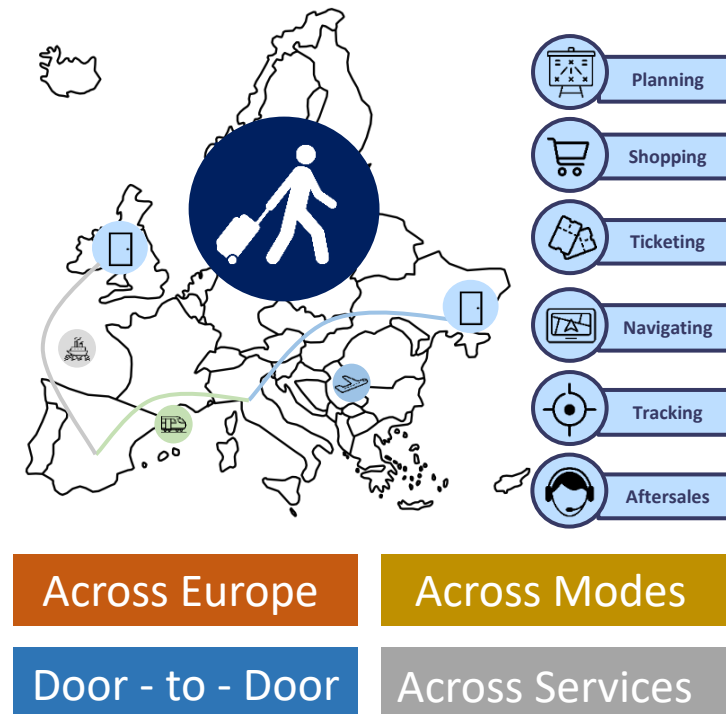 Planning
Shopping
Ticketing
Navigating
Tracking
Aftersales
Across Europe
Across Modes
Door - to - Door
Across Services